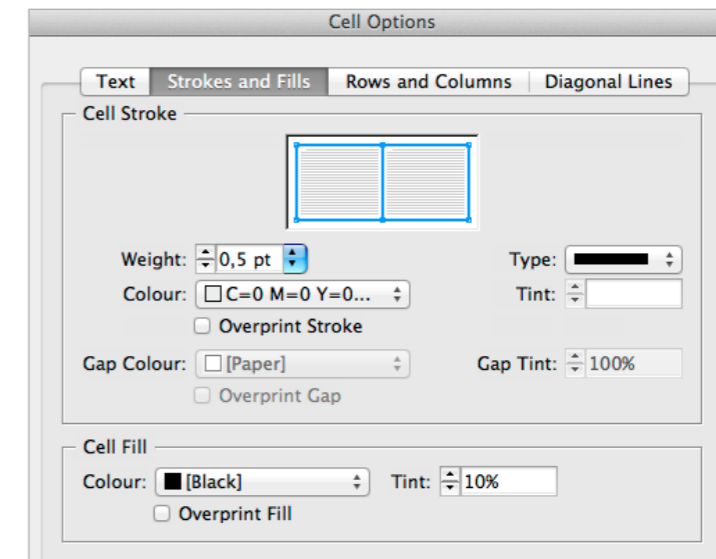 Cell Options
Text Strokes and Fills Rows and Columns Diagonal Lines
Cell Stroke
Weight: 0,5 pt Type:
Colour: C=0 M=0 Y=0... Tint:
Overprint Stroke
Gap Colour: [Paper] Gap Tint: 100%
Overprint Gap
Cell Fill
Colour: [Black] Tint: 10%
Overprint Fill